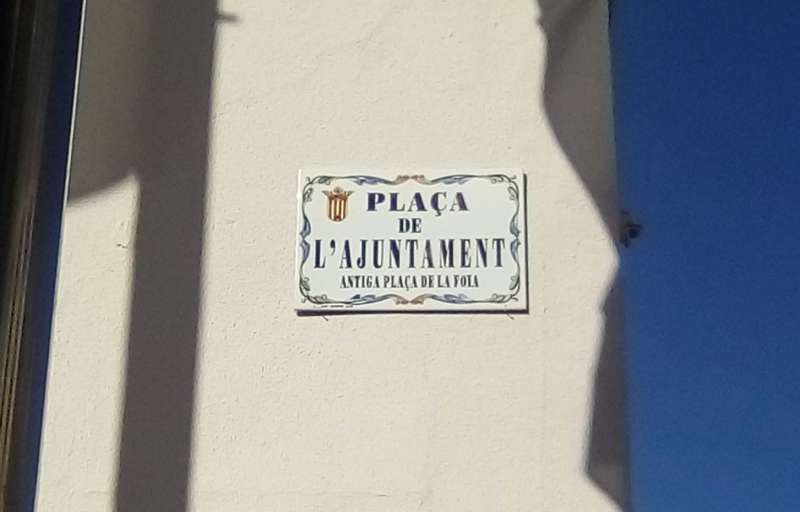 PLAÇA
DE
L'AJUNTAMENT
ANTIGA PLAÇA DE LA FOIA